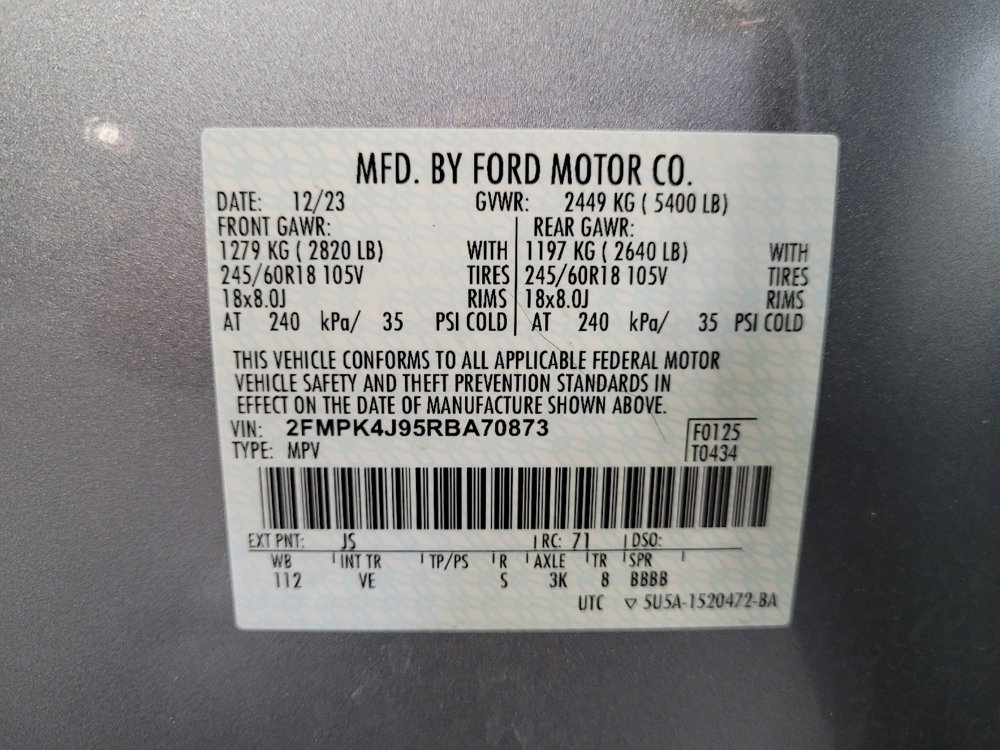 MFD. BY FORD MOTOR CO.
DATE: 12/23 GVWR: 2449 KG ( 5400 LB)
FRONT GAWR: REAR GAWR:
1279 KG ( 2820 LB) WITH 1197 KG ( 2640 LB) WITH
245/60R18 105V TIRES 245/60R18 105V TIRES
18x8.0J RIMS 18x8.0J RIMS
AT 240 kPa/ 35 PSI COLD AT 240 kPa/ 35 PSI COLD
THIS VEHICLE CONFORMS TO ALL APPLICABLE FEDERAL MOTOR
VEHICLE SAFETY AND THEFT PREVENTION STANDARDS IN
EFFECT ON THE DATE OF MANUFACTURE SHOWN ABOVE.
VIN: 2FMPK4J95RBA70873 F0125
TYPE: MPV T0434
EXT PNT: JS RC: 71 DSO:
WB INT TR TP/PS R AXLE TR SPR
112 VE S 3K 8 BBBB
UTC ▽ 5U5A-1520472-BA